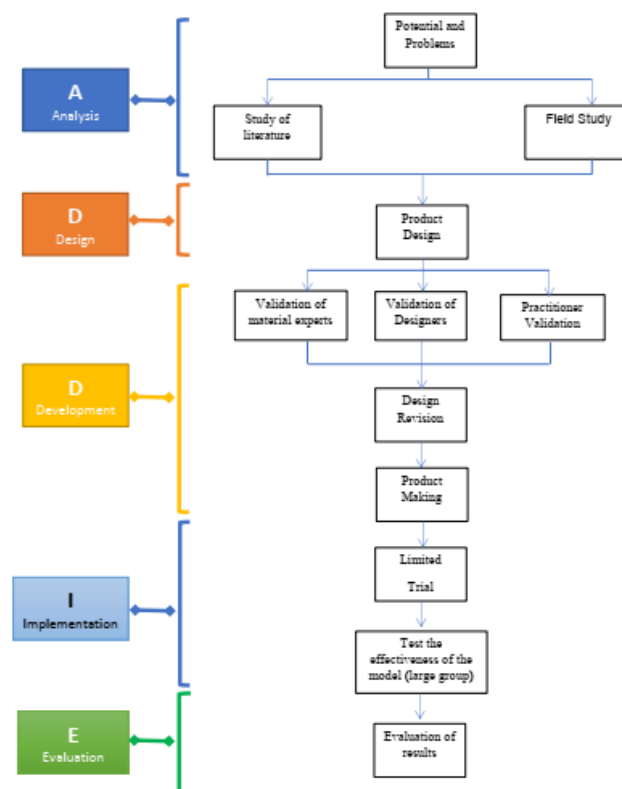 Potential and
Problems
A
Analysis
Study of
literature
Field Study
D
Design
Product
Design
Validation of
material experts
Validation of
Designers
Practitioner
Validation
D
Development
Design
Revision
Product
Making
Limited
Trial
I
Implementation
Test the
effectiveness of the
model (large group)
E
Evaluation
Evaluation of
results